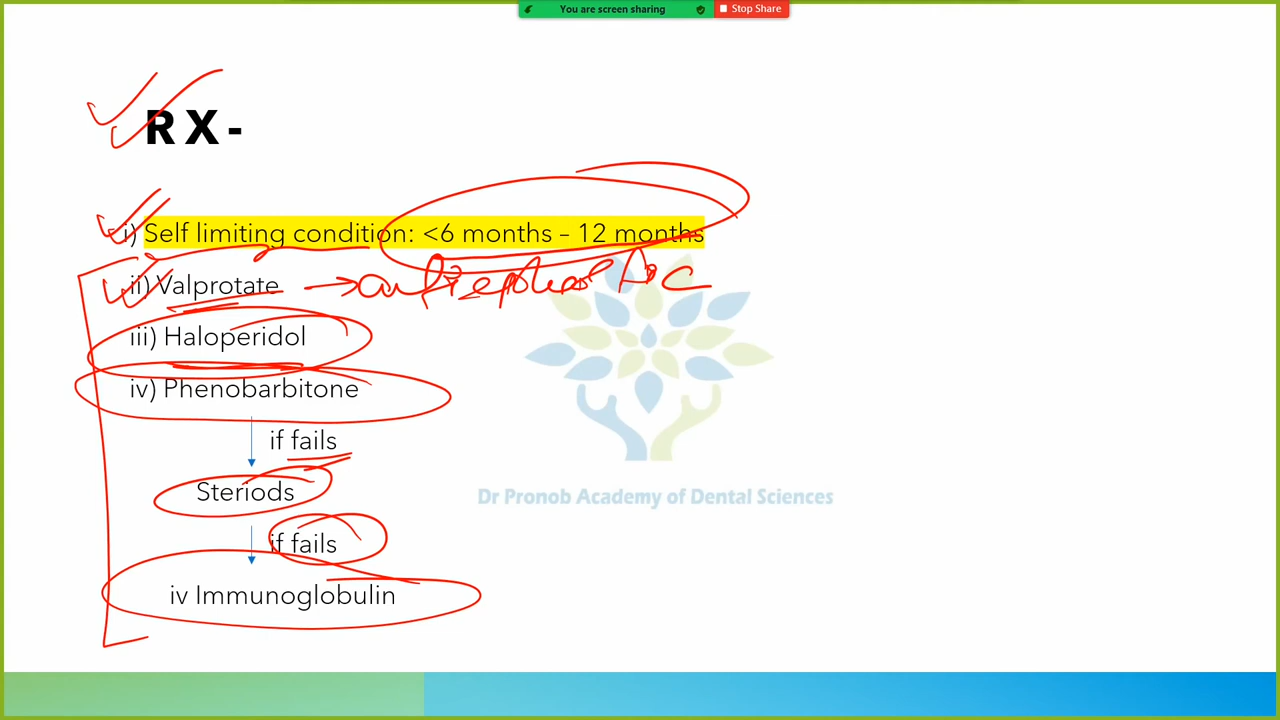 You are screen sharing Stop Share
RX-
i) Self limiting condition: <6 months – 12 months
ii) Valprotate → antiepileptic
iii) Haloperidol
iv) Phenobarbitone
if fails
Steriods
if fails
iv Immunoglobulin
Dr Pronob Academy of Dental Sciences